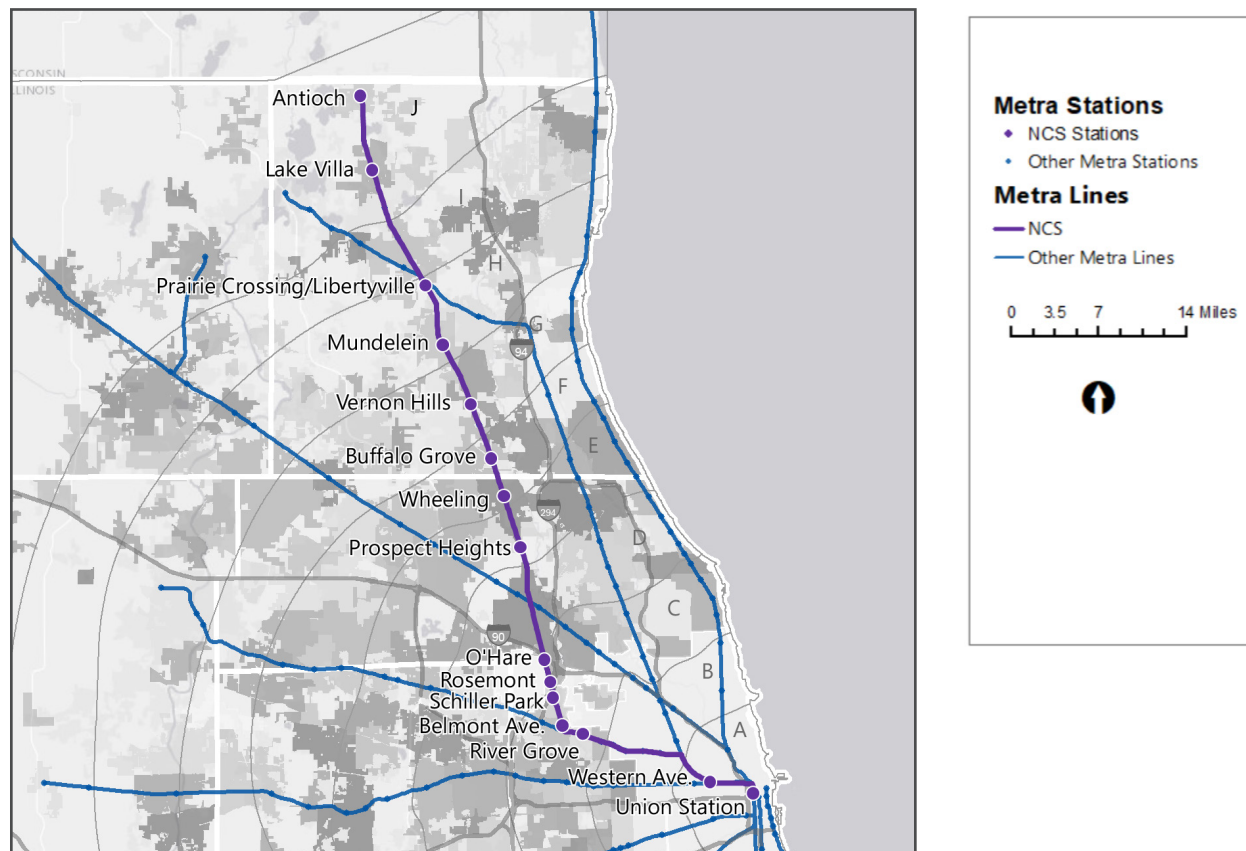 SCONSIN
LLINOIS
Antioch
J
Lake Villa
I
H
Prairie Crossing/Libertyville
G
Mundelein
94
F
Vernon Hills
E
Buffalo Grove
Wheeling
294
D
Prospect Heights
C
90
O'Hare
B
Rosemont
Schiller Park
Belmont Ave.
A
River Grove
Western Ave.
Union Station
Metra Stations
NCS Stations
Other Metra Stations
Metra Lines
NCS
Other Metra Lines
0 3.5 7 14 Miles